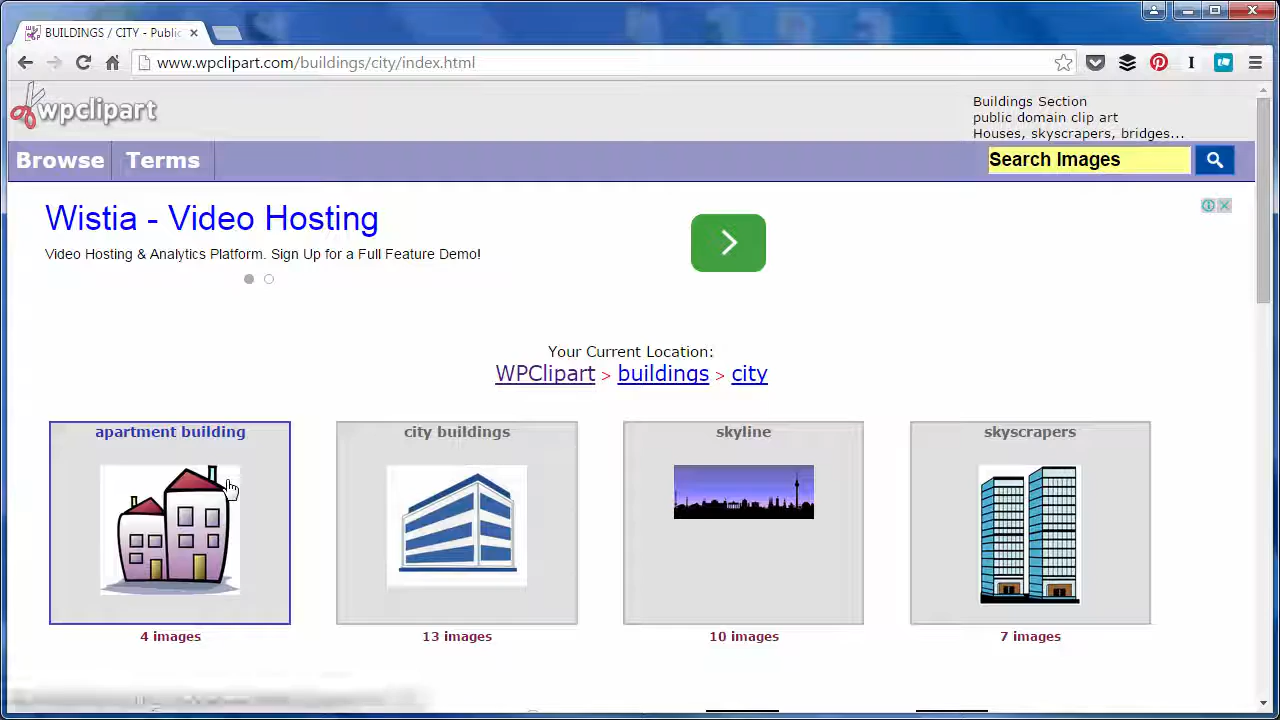 BUILDINGS / CITY - Public
www.wpclipart.com/buildings/city/index.html
wpclipart
Buildings Section
public domain clip art
Houses, skyscrapers, bridges...
Browse
Terms
Search Images
Wistia - Video Hosting
Video Hosting & Analytics Platform. Sign Up for a Full Feature Demo!
Your Current Location:
WPClipart > buildings > city
apartment building
city buildings
skyline
skyscrapers
4 images
13 images
10 images
7 images